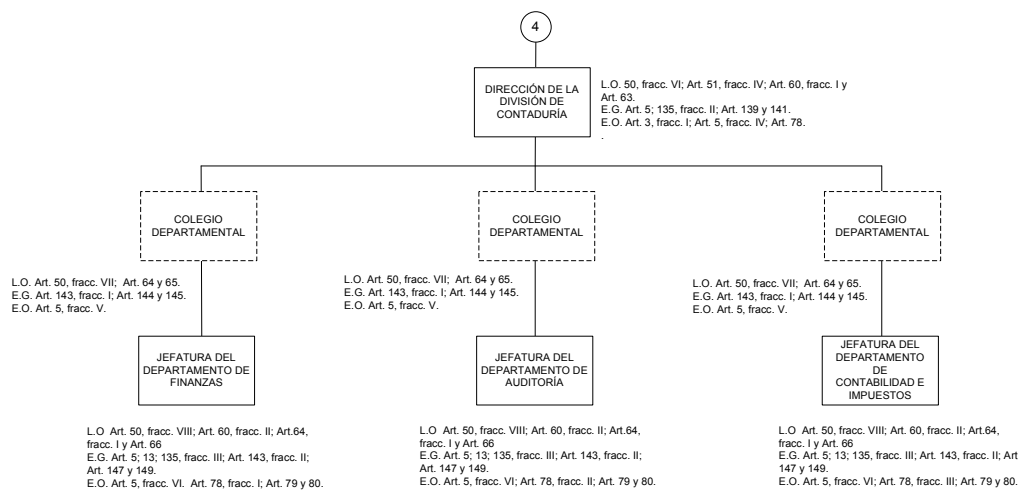 4
DIRECCIÓN DE LA
DIVISIÓN DE
CONTADURÍA
L.O. 50, fracc. VI; Art. 51, fracc. IV; Art. 60, fracc. I y
Art. 63.
E.G. Art. 5; 135, fracc. II; Art. 139 y 141.
E.O. Art. 3, fracc. I; Art. 5, fracc. IV; Art. 78.
.
COLEGIO
DEPARTAMENTAL
COLEGIO
DEPARTAMENTAL
COLEGIO
DEPARTAMENTAL
L.O. Art. 50, fracc. VII;  Art. 64 y 65.
E.G. Art. 143, fracc. I; Art. 144 y 145.
E.O. Art. 5, fracc. V.
L.O. Art. 50, fracc. VII;  Art. 64 y 65.
E.G. Art. 143, fracc. I; Art. 144 y 145.
E.O. Art. 5, fracc. V.
L.O. Art. 50, fracc. VII;  Art. 64 y 65.
E.G. Art. 143, fracc. I; Art. 144 y 145.
E.O. Art. 5, fracc. V.
JEFATURA DEL
DEPARTAMENTO DE
FINANZAS
JEFATURA DEL
DEPARTAMENTO DE
AUDITORÍA
JEFATURA DEL
DEPARTAMENTO
DE
CONTABILIDAD E
IMPUESTOS
L.O  Art. 50, fracc. VIII; Art. 60, fracc. II; Art.64,
fracc. I y Art. 66
E.G. Art. 5; 13; 135, fracc. III; Art. 143, fracc. II;
Art. 147 y 149.
E.O. Art. 5, fracc. VI.  Art. 78, fracc. I; Art. 79 y 80.
L.O  Art. 50, fracc. VIII; Art. 60, fracc. II; Art.64,
fracc. I y Art. 66
E.G. Art. 5; 13; 135, fracc. III; Art. 143, fracc. II;
Art. 147 y 149.
E.O. Art. 5, fracc. VI; Art. 78, fracc. II; Art. 79 y 80.
L.O  Art. 50, fracc. VIII; Art. 60, fracc. II; Art.64,
fracc. I y Art. 66
E.G. Art. 5; 13; 135, fracc. III; Art. 143, fracc. II; Art
147 y 149.
E.O. Art. 5, fracc. VI; Art. 78, fracc. III; Art. 79 y 80.